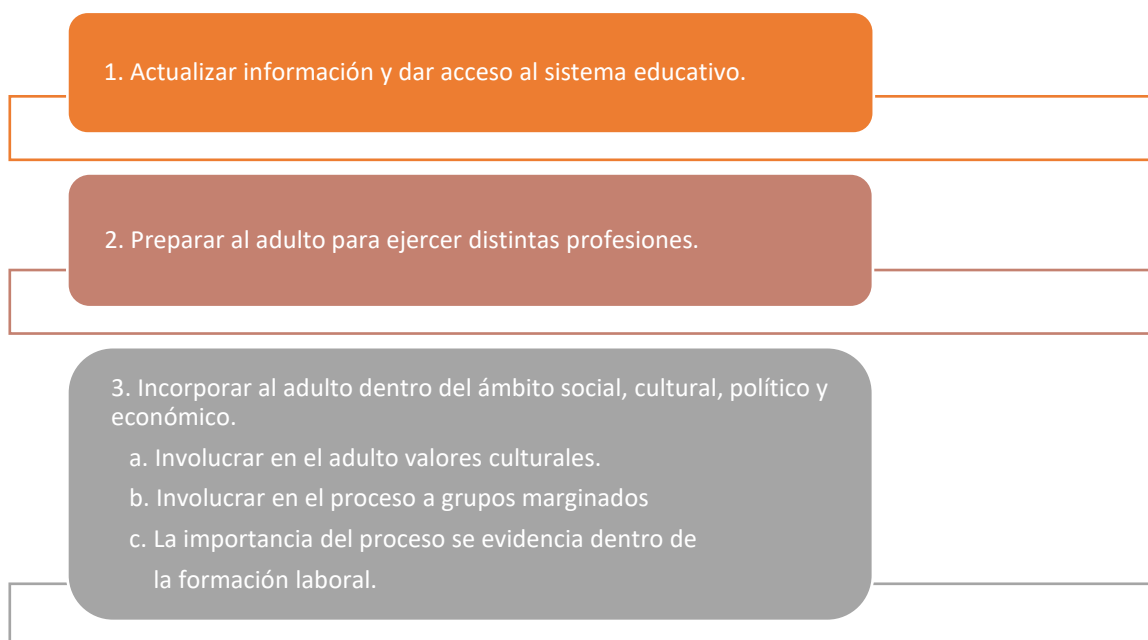 1. Actualizar información y dar acceso al sistema educativo.
2. Preparar al adulto para ejercer distintas profesiones.
3. Incorporar al adulto dentro del ámbito social, cultural, político y
económico.
a. Involucrar en el adulto valores culturales.
b. Involucrar en el proceso a grupos marginados
c. La importancia del proceso se evidencia dentro de
la formación laboral.